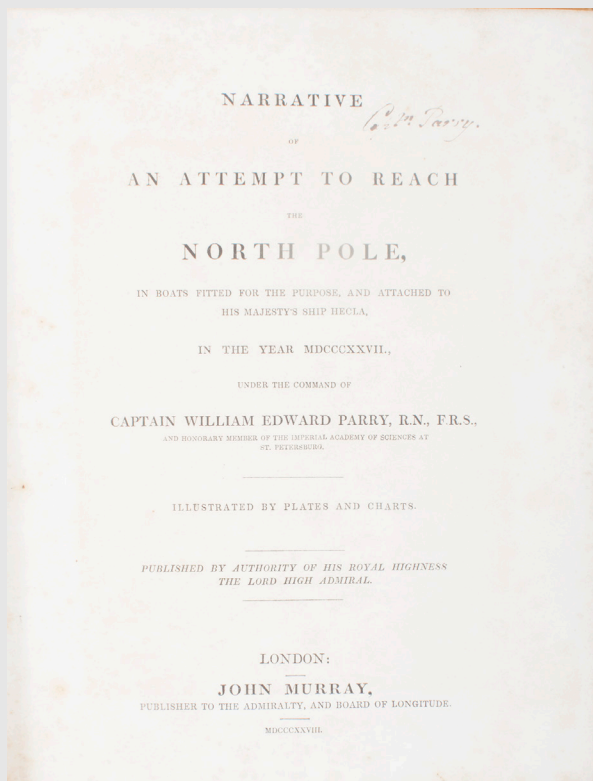 NARRATIVE
Captn Parry.
OF
AN ATTEMPT TO REACH
THE
NORTH POLE,
IN BOATS FITTED FOR THE PURPOSE, AND ATTACHED TO
HIS MAJESTY'S SHIP HECLA,
IN THE YEAR MDCCCXXVII.,
UNDER THE COMMAND OF
CAPTAIN WILLIAM EDWARD PARRY, R.N., F.R.S.,
AND HONORARY MEMBER OF THE IMPERIAL ACADEMY OF SCIENCES AT
ST. PETERSBURG.
ILLUSTRATED BY PLATES AND CHARTS.
PUBLISHED BY AUTHORITY OF HIS ROYAL HIGHNESS
THE LORD HIGH ADMIRAL.
LONDON:
JOHN MURRAY,
PUBLISHER TO THE ADMIRALTY, AND BOARD OF LONGITUDE.
MDCCCXXVIII.